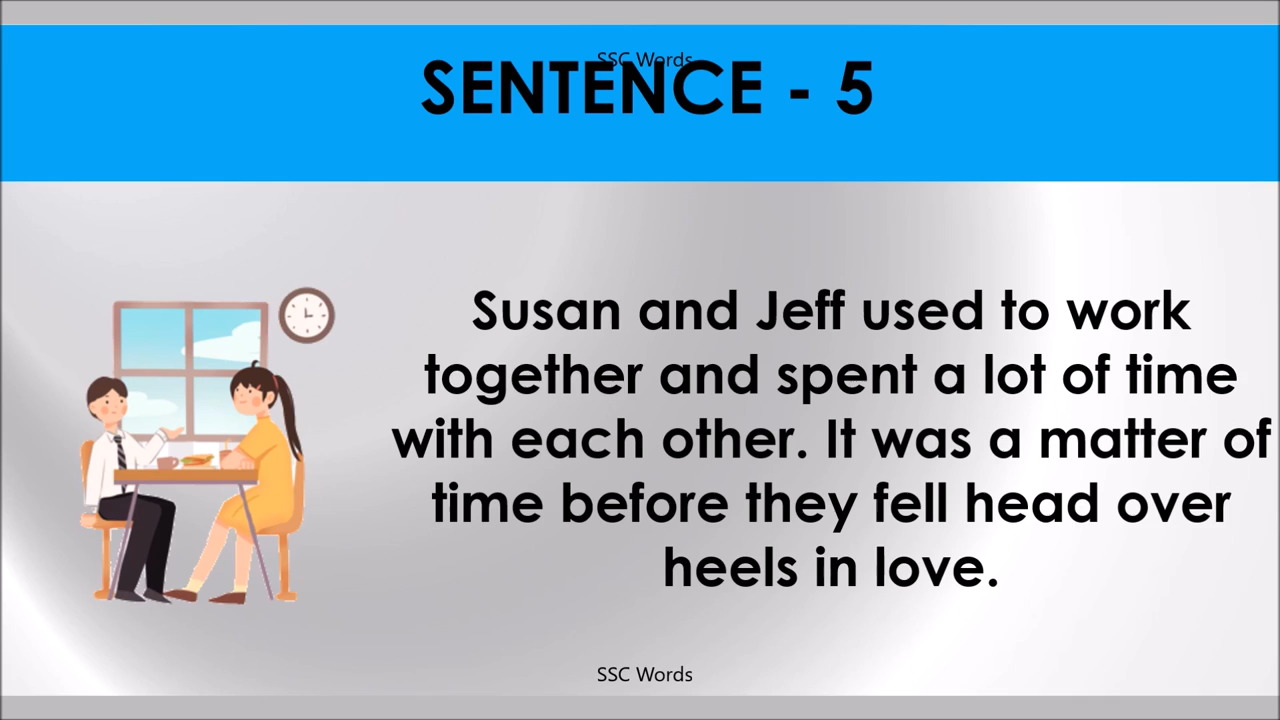 SSC Words
SENTENCE - 5
Susan and Jeff used to work
together and spent a lot of time
with each other. It was a matter of
time before they fell head over
heels in love.
SSC Words